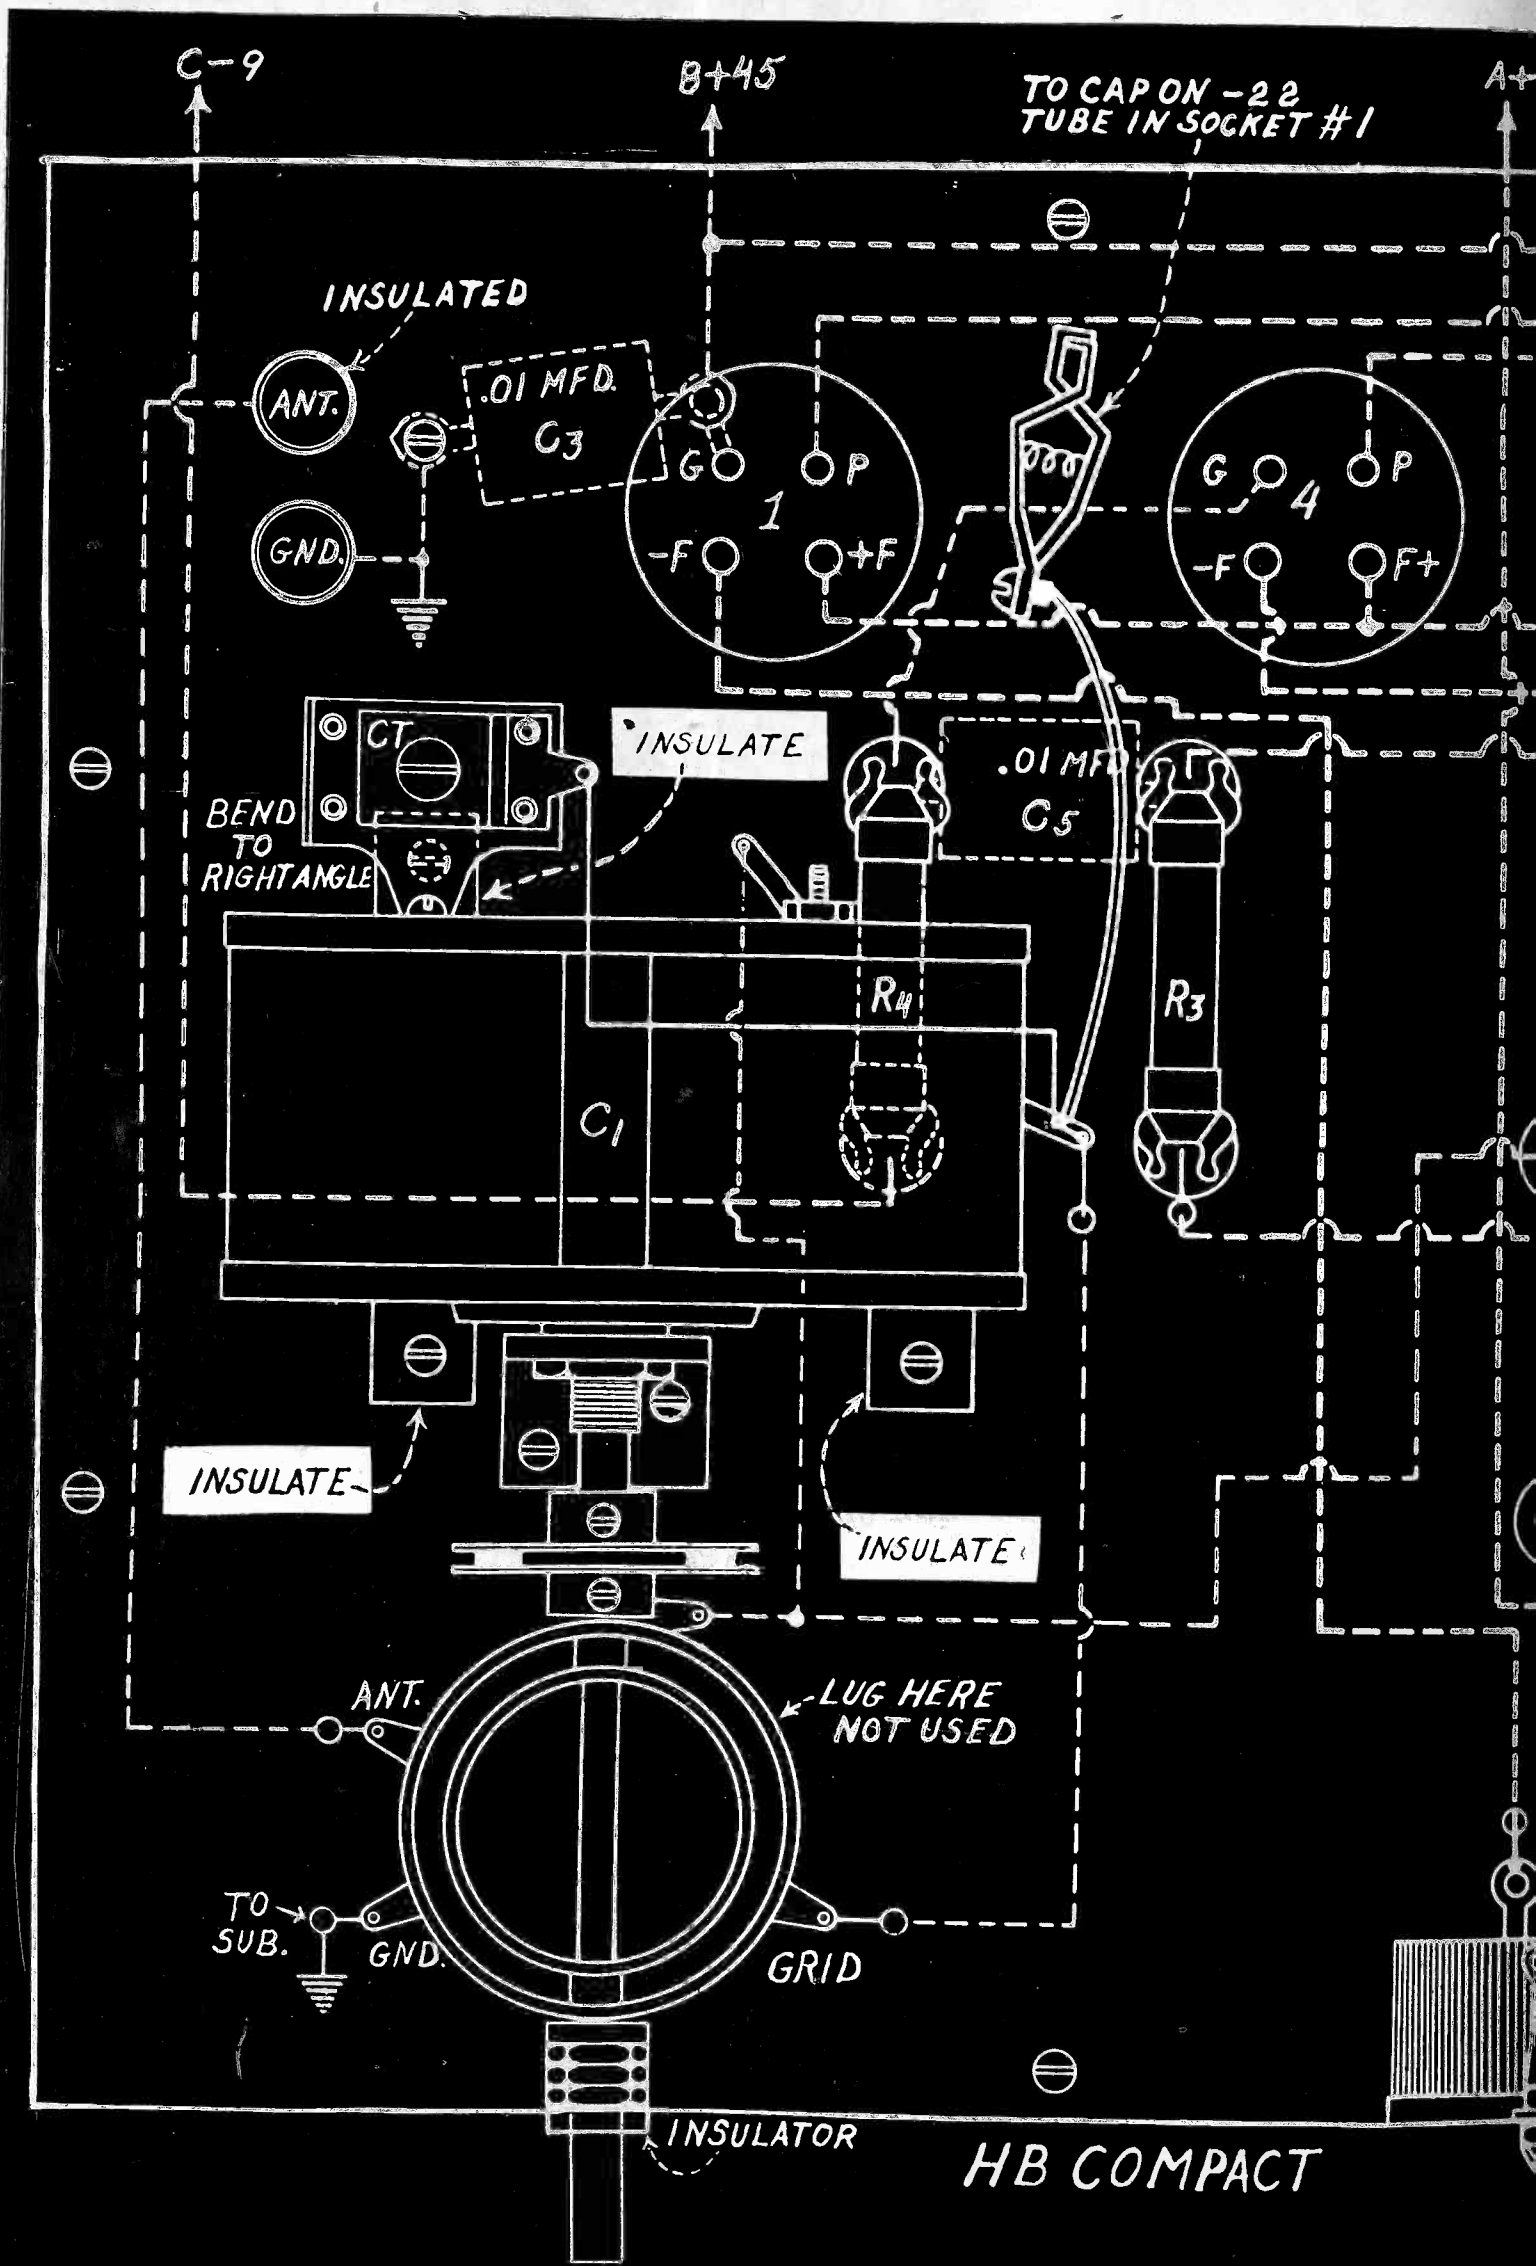 C-9
B+45
TO CAP ON -22
TUBE IN SOCKET #1
A+
INSULATED
ANT.
.01 MFD.
C3
G
P
1
-F
+F
G
P
4
-F
F+
GND.
CT
INSULATE
.01 MFD
C5
BEND
TO
RIGHT ANGLE
R4
R3
C1
INSULATE
INSULATE
ANT.
LUG HERE
NOT USED
TO
SUB.
GND.
GRID
INSULATOR
HB COMPACT